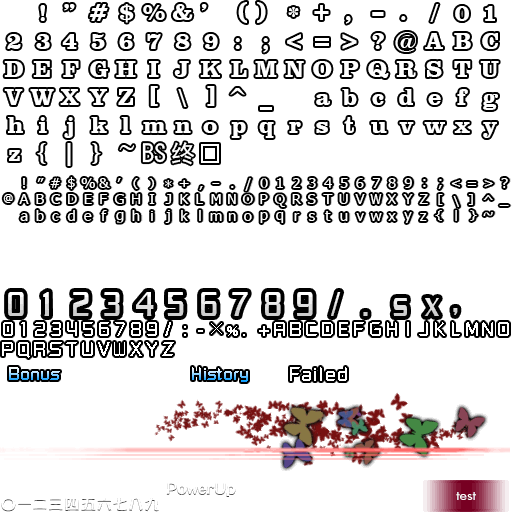 ! " # $ % & ' ( ) * + , - . / 0 1
2 3 4 5 6 7 8 9 : ; < = > ? @ A B C
D E F G H I J K L M N O P Q R S T U
V W X Y Z [ \ ] ^ _ a b c d e f g
h i j k l m n o p q r s t u v w x y
z { | } ~ BS 终 口
! " # $ % & ' ( ) * + , - . / 0 1 2 3 4 5 6 7 8 9 : ; < = > ?
@ A B C D E F G H I J K L M N O P Q R S T U V W X Y Z [ \ ] ^ _
a b c d e f g h i j k l m n o p q r s t u v w x y z { | } ~
0 1 2 3 4 5 6 7 8 9 / . s x ,
0 1 2 3 4 5 6 7 8 9 / : - × % . + A B C D E F G H I J K L M N O
P Q R S T U V W X Y Z
Bonus History Failed
PowerUp
〇一二三四五六七八九
test